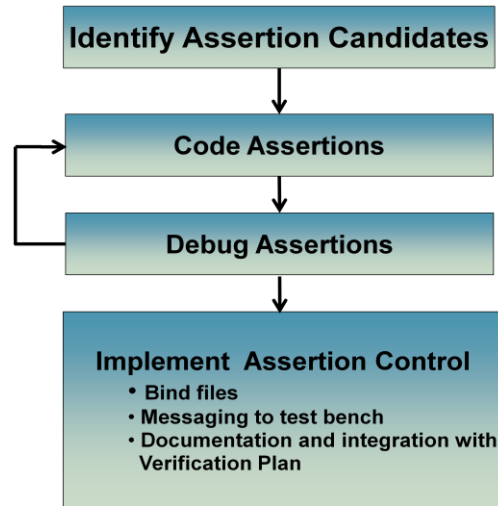 Identify Assertion Candidates
Code Assertions
Debug Assertions
Implement Assertion Control
• Bind files
• Messaging to test bench
• Documentation and integration with
Verification Plan